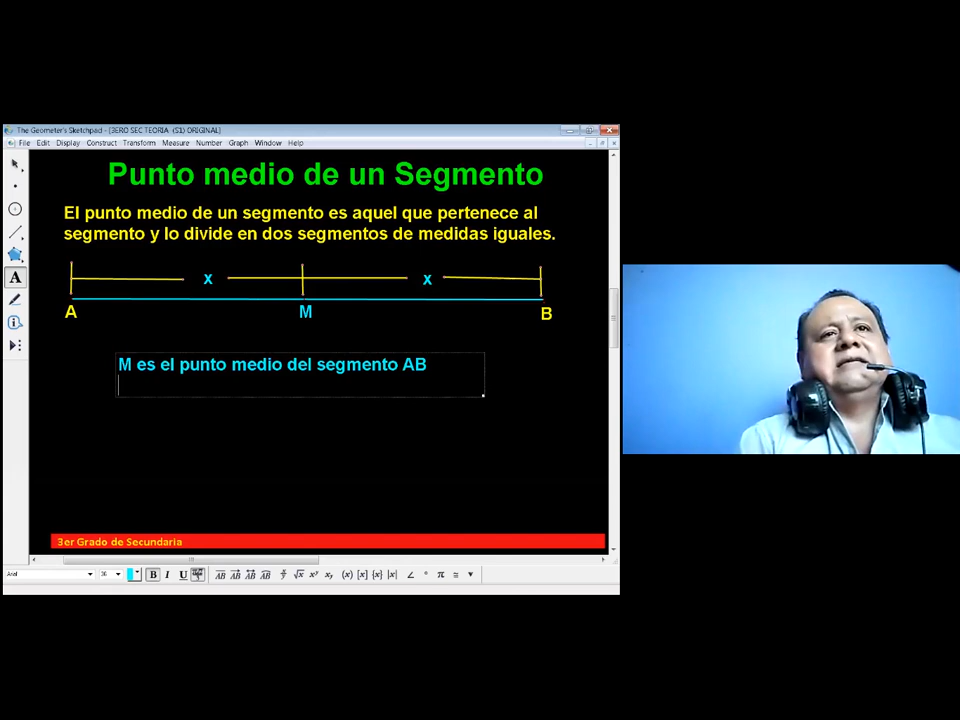 The Geometer's Sketchpad - [3ERO SEC TEORIA (S1) ORIGINAL]
File Edit Display Construct Transform Measure Number Graph Window Help
Punto medio de un Segmento
El punto medio de un segmento es aquel que pertenece al
segmento y lo divide en dos segmentos de medidas iguales.
x x
A M B
M es el punto medio del segmento AB
3er Grado de Secundaria
Arial 36 B I U